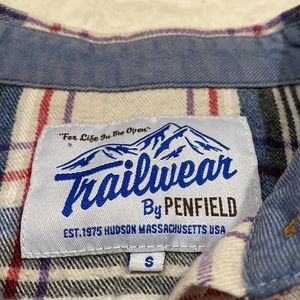 "For Life In The Open"
Trailwear
By PENFIELD
EST. 1975 HUDSON MASSACHUSETTS USA
S